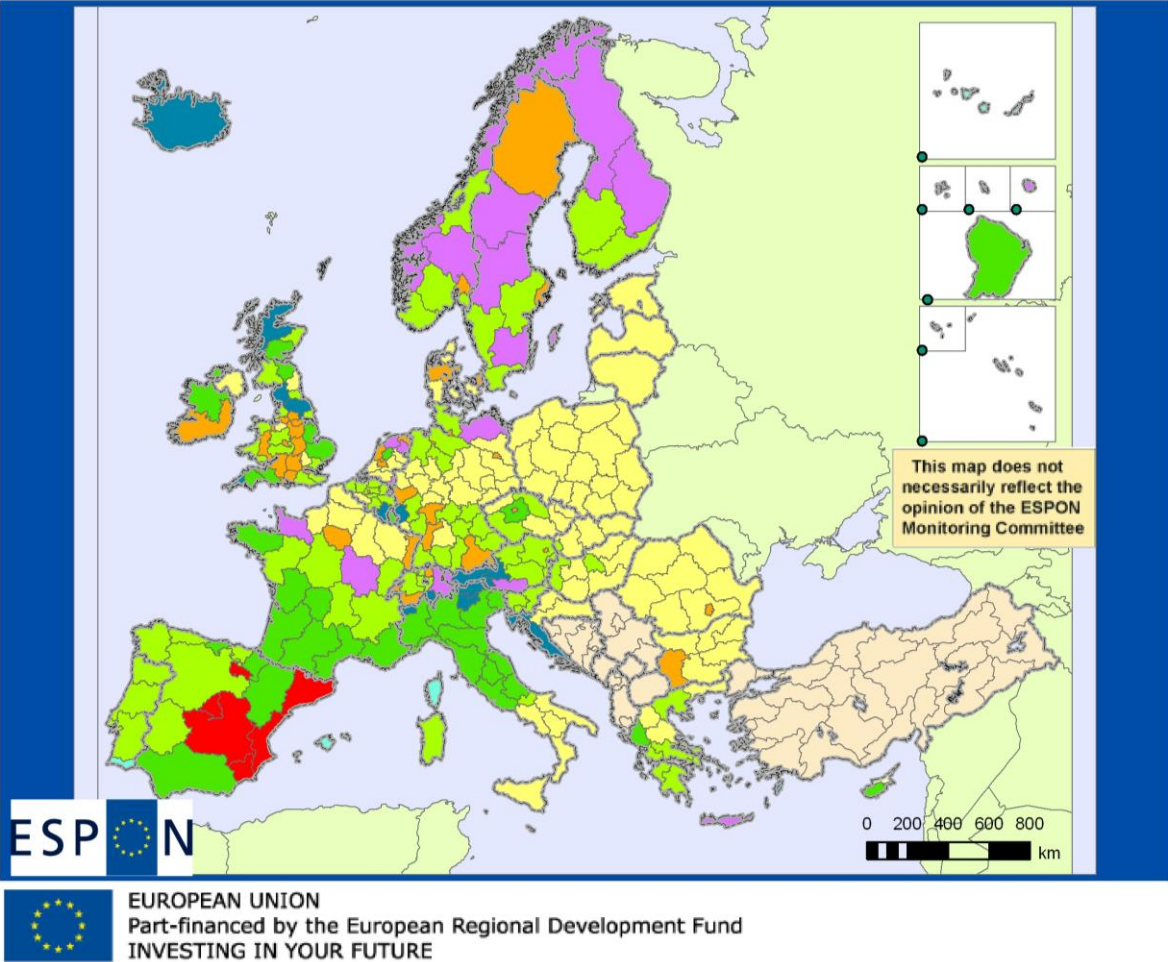 This map does not
necessarily reflect the
opinion of the ESPON
Monitoring Committee
0 200 400 600 800
km
ESPON
EUROPEAN UNION
Part-financed by the European Regional Development Fund
INVESTING IN YOUR FUTURE